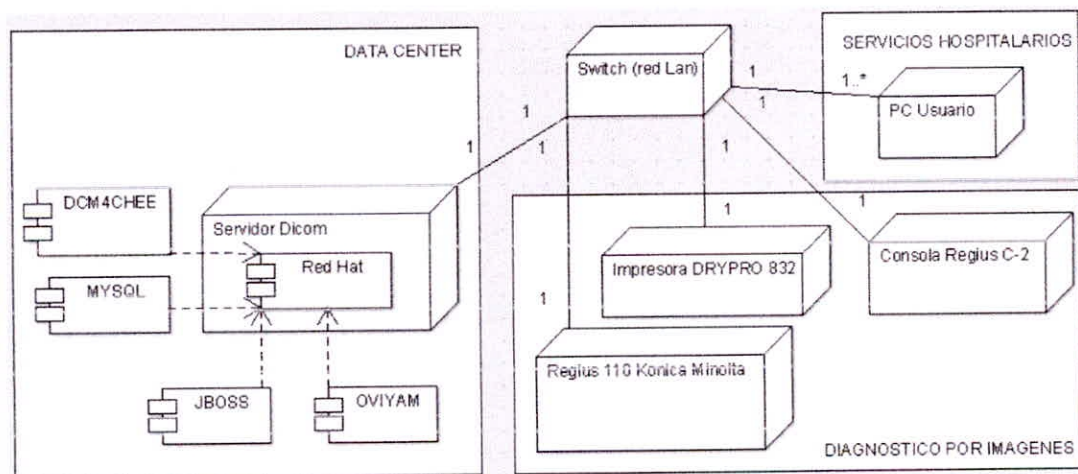 DATA CENTER
DCM4CHEE
MYSQL
Servidor Dicom
Red Hat
JBOSS
OVIYAM
1
1
1
Switch (red Lan)
1
1
1..*
SERVICIOS HOSPITALARIOS
PC Usuario
1
1
1
1
Impresora DRYPRO 832
Consola Regius C-2
Regius 110 Konica Minolta
DIAGNOSTICO POR IMAGENES